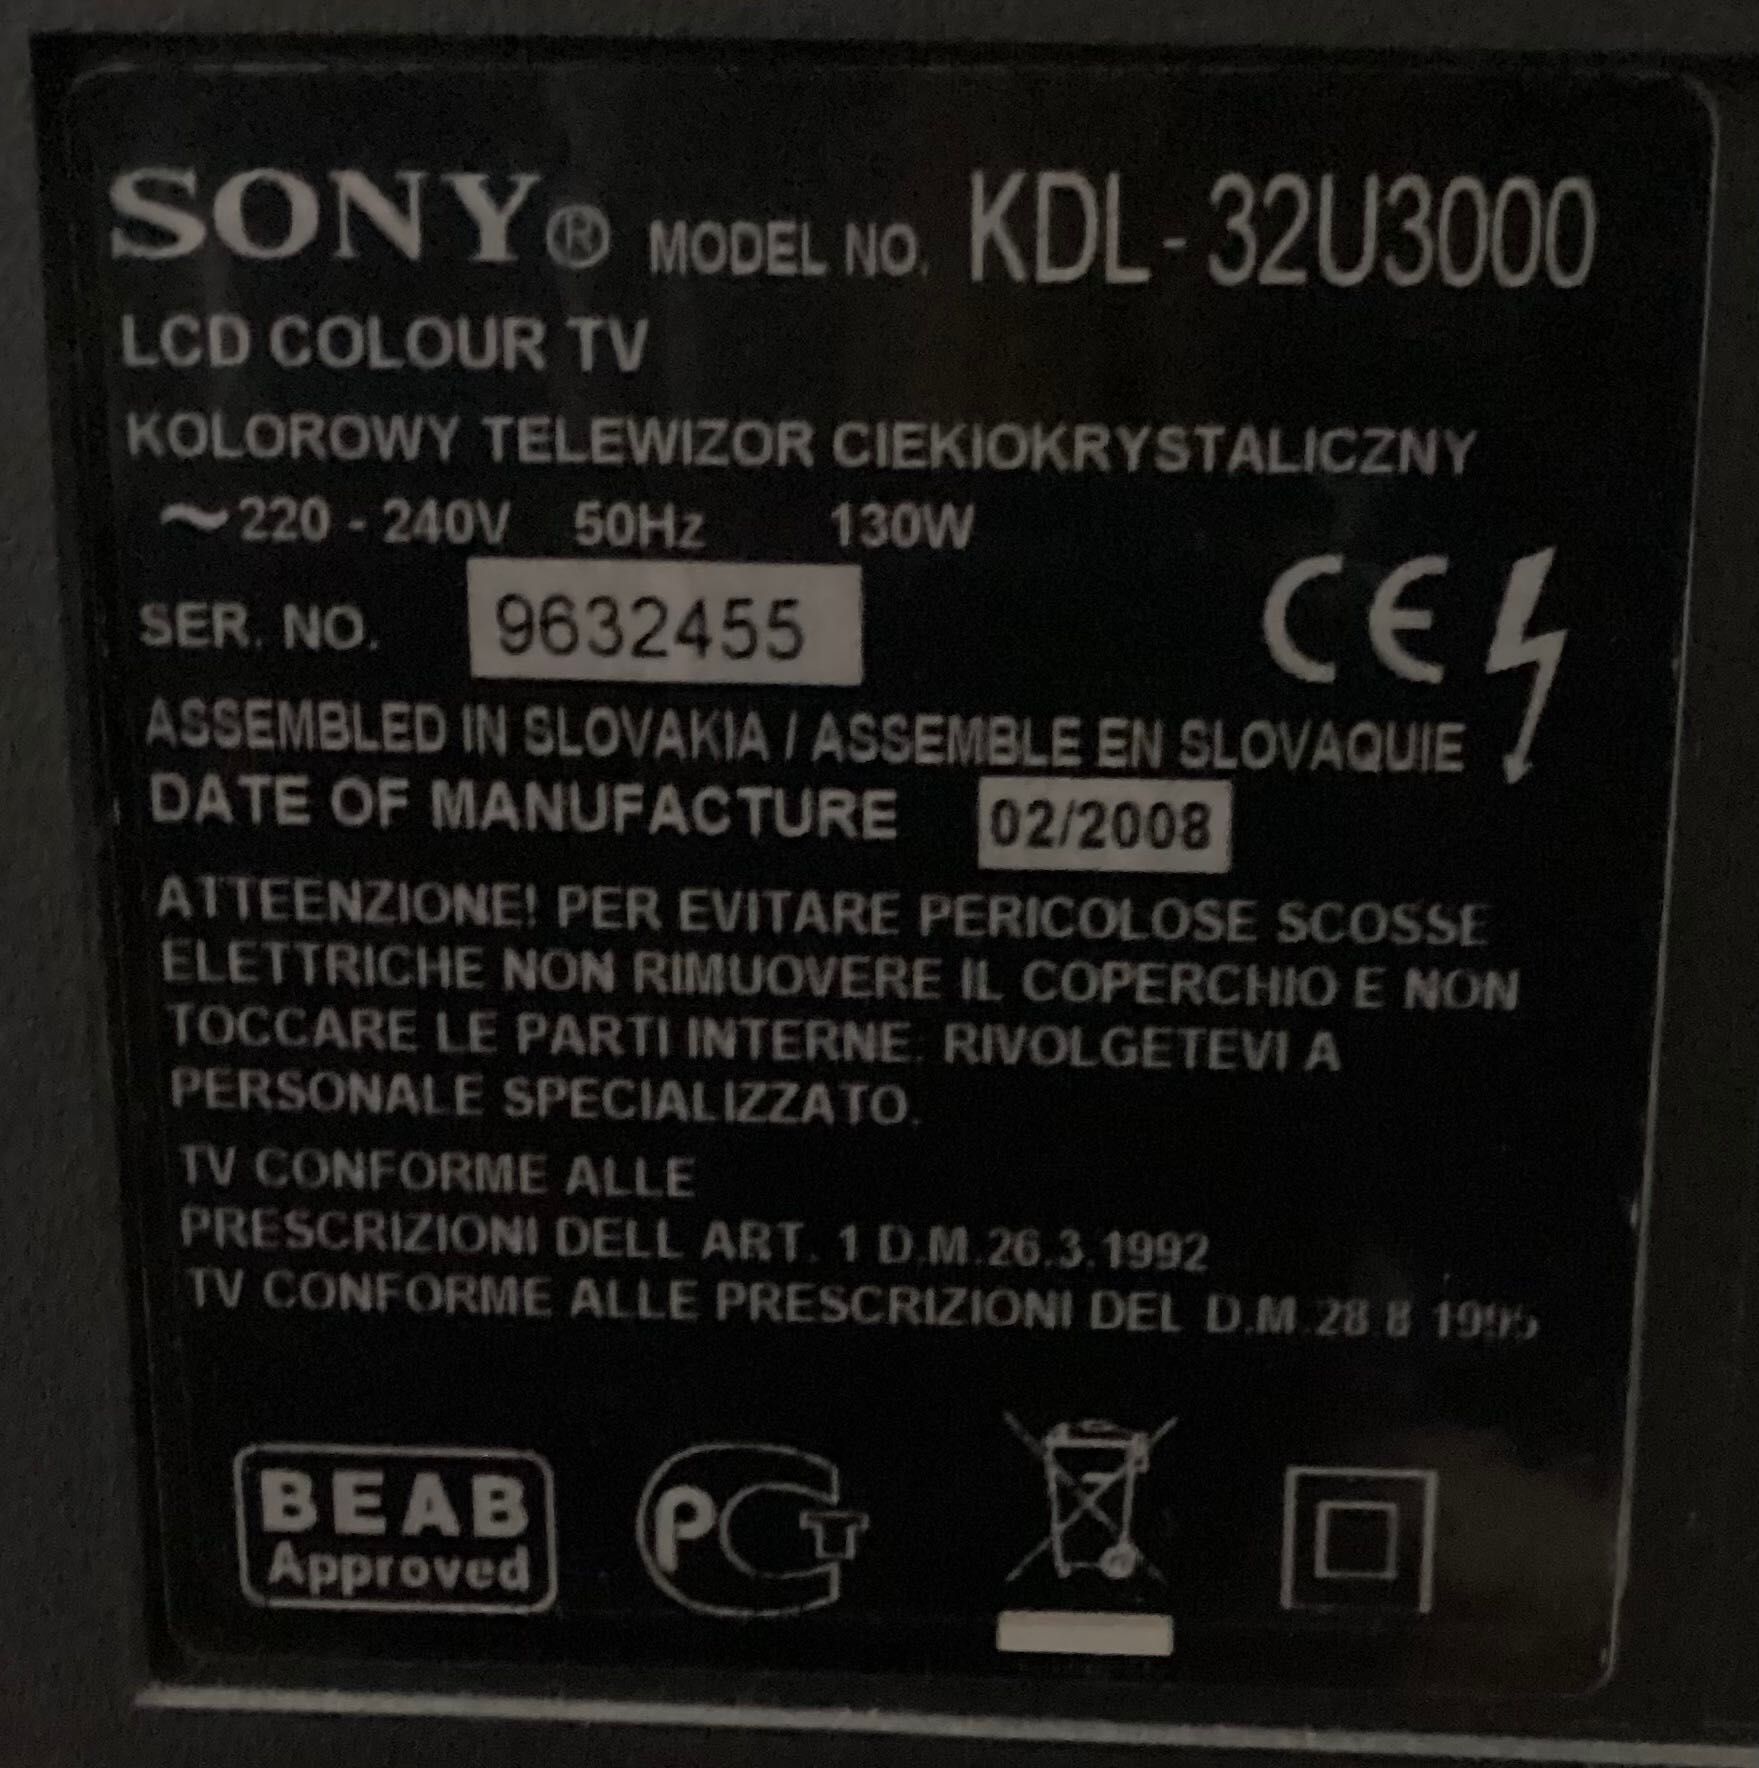 SONY® MODEL NO. KDL-32U3000
LCD COLOUR TV
KOLOROWY TELEWIZOR CIEKIOKRYSTALICZNY
~220 - 240V 50Hz 130W
SER. NO. 9632455
CE
ASSEMBLED IN SLOVAKIA / ASSEMBLE EN SLOVAQUIE
DATE OF MANUFACTURE 02/2008
ATTEENZIONE! PER EVITARE PERICOLOSE SCOSSE
ELETTRICHE NON RIMUOVERE IL COPERCHIO E NON
TOCCARE LE PARTI INTERNE. RIVOLGETEVI A
PERSONALE SPECIALIZZATO.
TV CONFORME ALLE
PRESCRIZIONI DELL ART. 1 D.M.26.3.1992
TV CONFORME ALLE PRESCRIZIONI DEL D.M.28.8 1995
BEAB
Approved
PCT